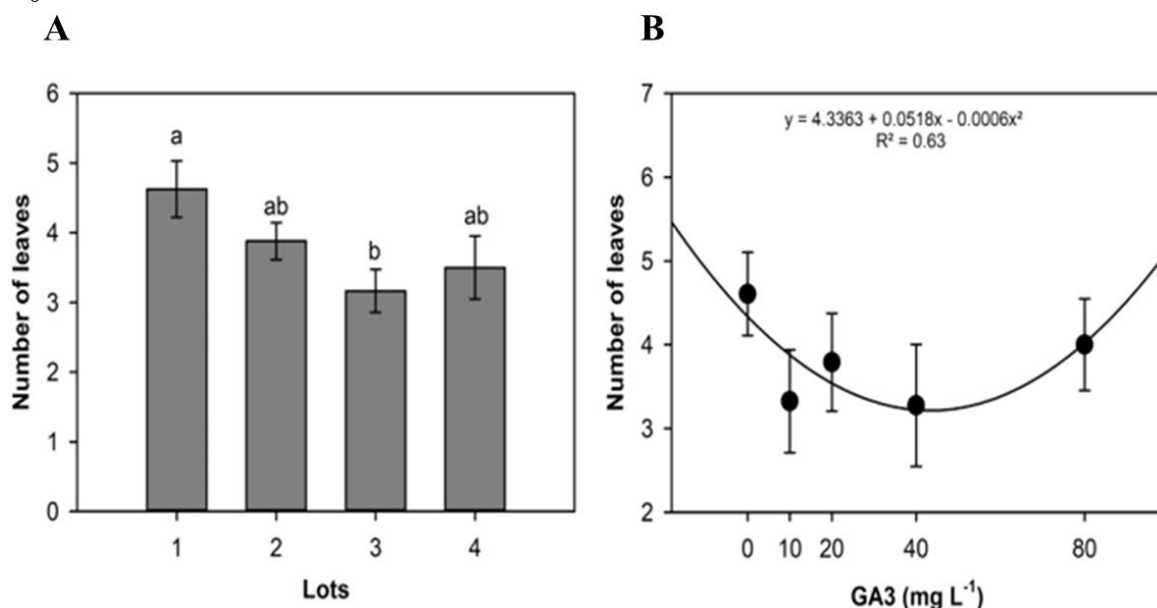 A
B
6
5
4
3
2
1
0
Number of leaves
a
ab
b
ab
1
2
3
4
Lots
7
6
5
4
3
2
Number of leaves
y = 4.3363 + 0.0518x - 0.0006x²
R² = 0.63
0
10
20
40
80
GA3 (mg L⁻¹)